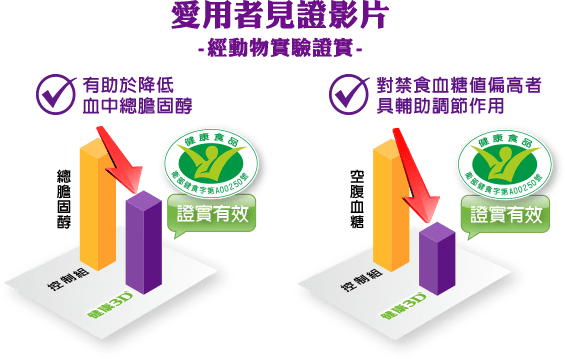 愛用者見證影片
-經動物實驗證實-
有助於降低
血中總膽固醇
對禁食血糖值偏高者
具輔助調節作用
總膽固醇
健康食品
衛部健食字第A00250號
證實有效
控制組
健康3D®
空腹血糖
健康食品
衛部健食字第A00250號
證實有效
控制組
健康3D®